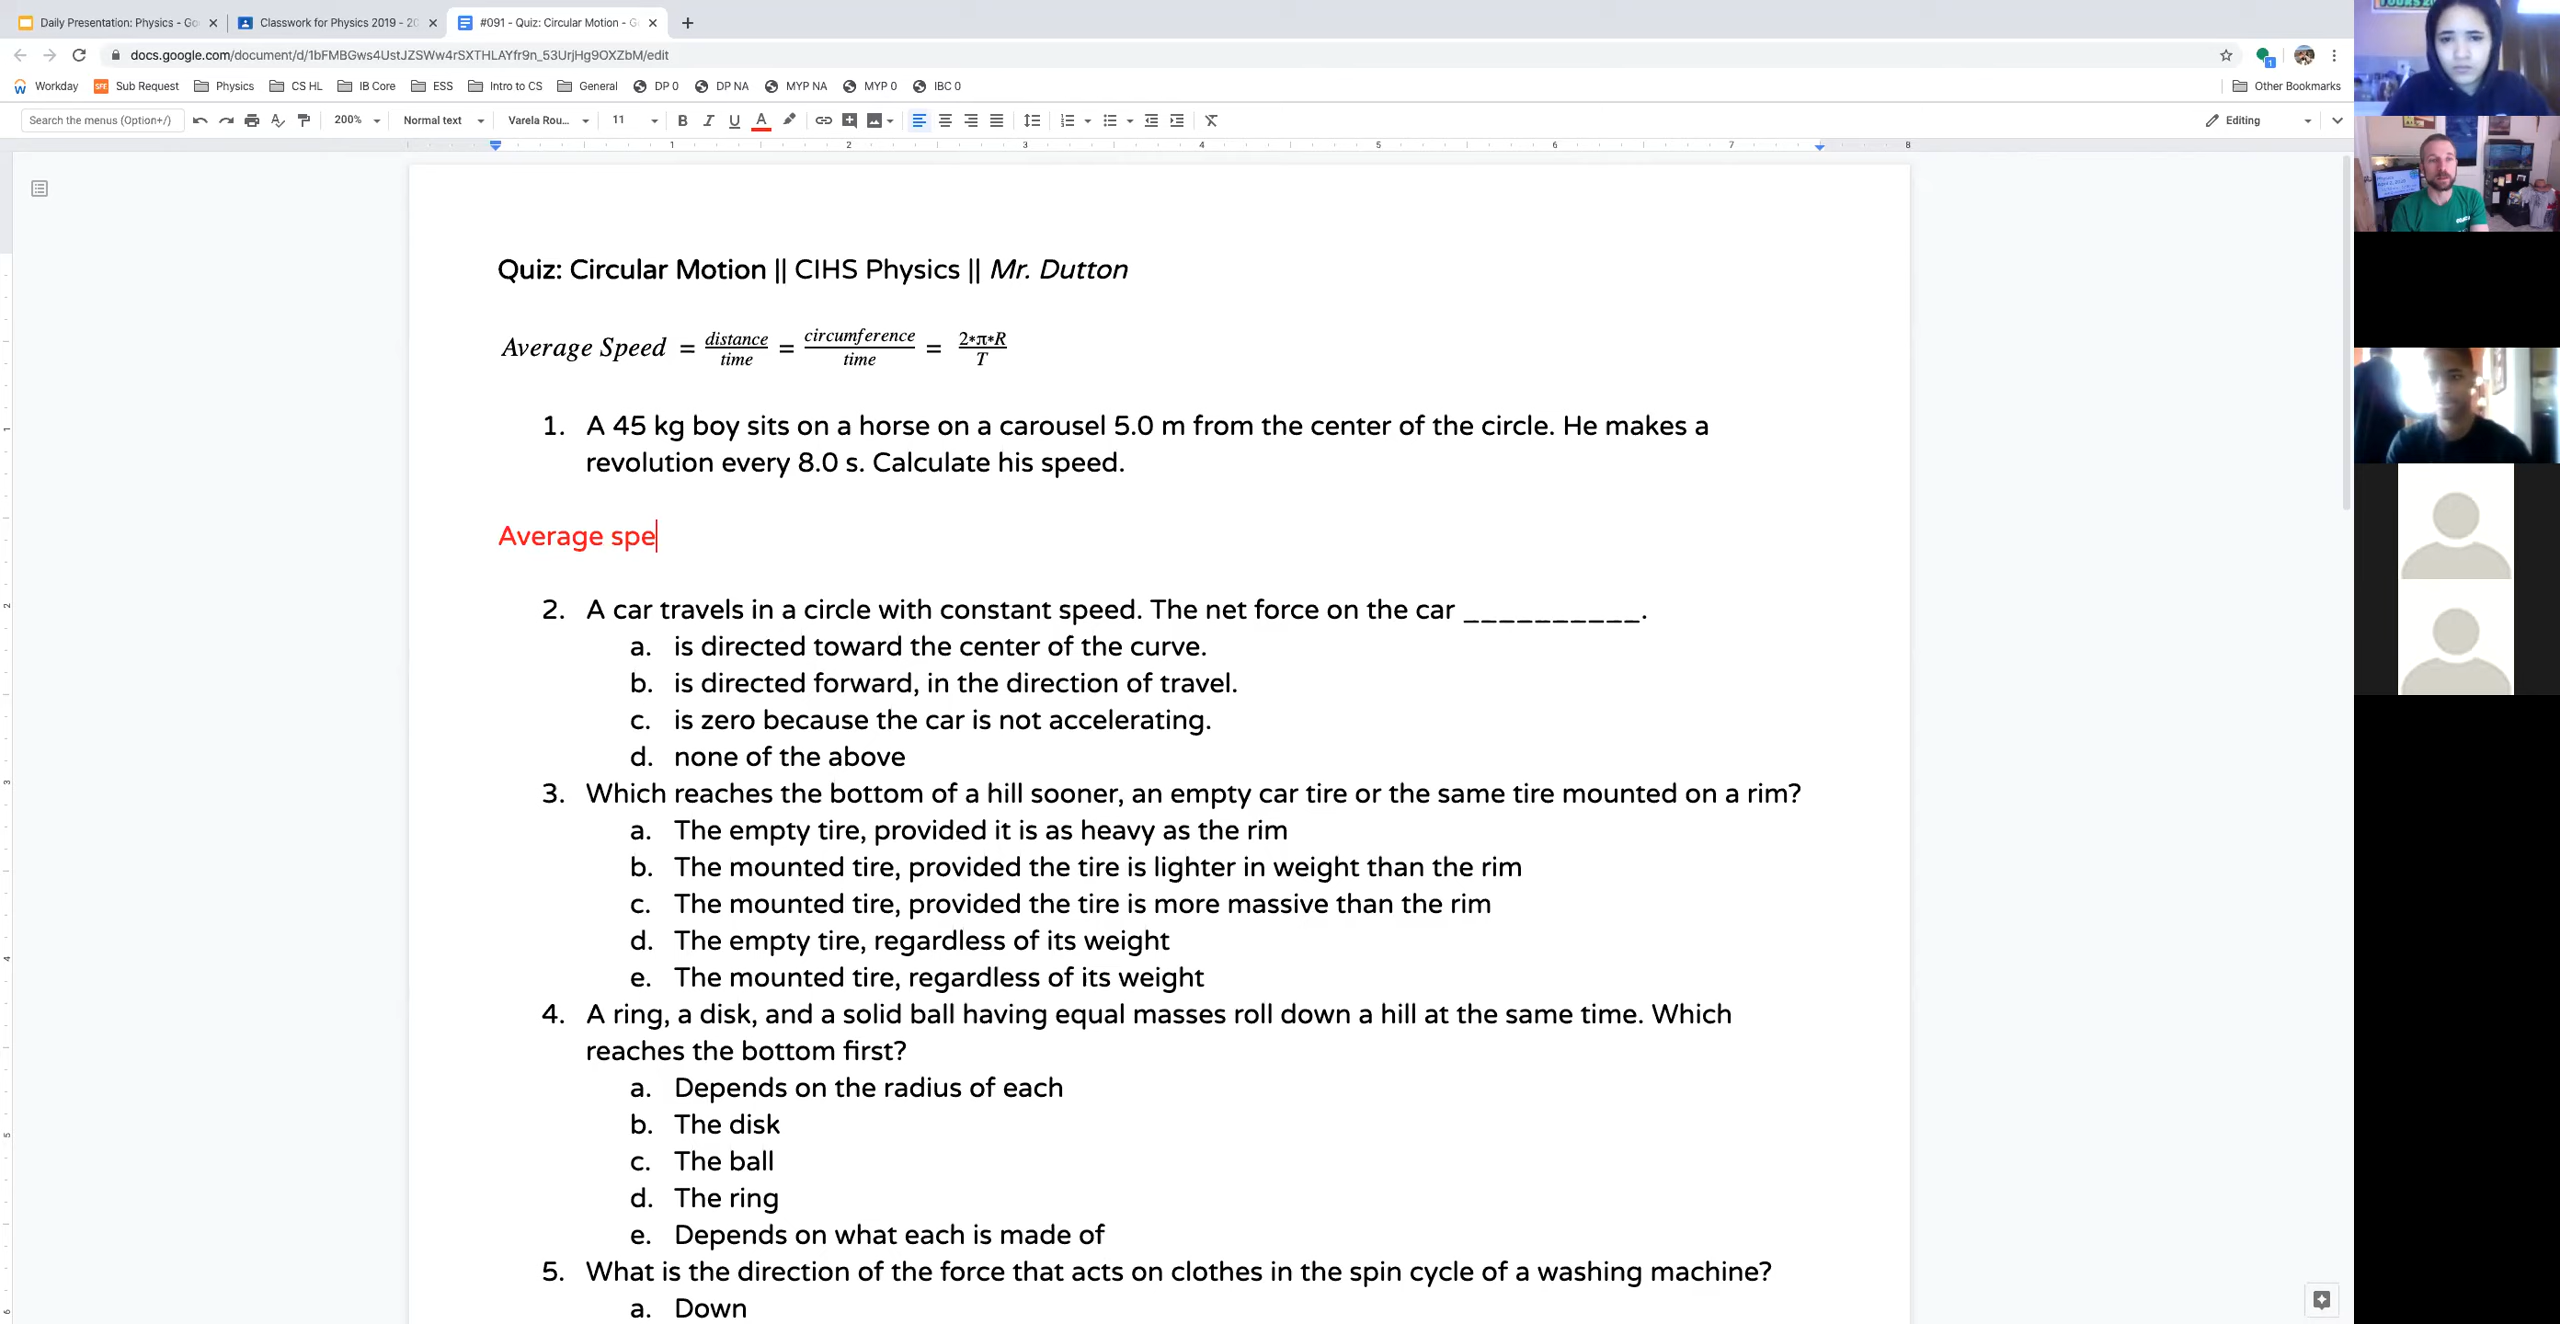 Daily Presentation: Physics - Go
Classwork for Physics 2019 - 20
#091 - Quiz: Circular Motion - G
docs.google.com/document/d/1bFMBGws4UstJZSWw4rSXTHLAYfr9n_53UrjHg9OXZbM/edit
Workday Sub Request Physics CS HL IB Core ESS Intro to CS General DP 0 DP NA MYP NA MYP 0 IBC 0 Other Bookmarks
Search the menus (Option+/) 200% Normal text Varela Rou... 11 Editing
1 2 3 4 5 6 7 8
Quiz: Circular Motion || CIHS Physics || Mr. Dutton
Average Speed = distance/time = circumference/time = 2*π*R/T
1. A 45 kg boy sits on a horse on a carousel 5.0 m from the center of the circle. He makes a
revolution every 8.0 s. Calculate his speed.
Average spe
2. A car travels in a circle with constant speed. The net force on the car __________.
a. is directed toward the center of the curve.
b. is directed forward, in the direction of travel.
c. is zero because the car is not accelerating.
d. none of the above
3. Which reaches the bottom of a hill sooner, an empty car tire or the same tire mounted on a rim?
a. The empty tire, provided it is as heavy as the rim
b. The mounted tire, provided the tire is lighter in weight than the rim
c. The mounted tire, provided the tire is more massive than the rim
d. The empty tire, regardless of its weight
e. The mounted tire, regardless of its weight
4. A ring, a disk, and a solid ball having equal masses roll down a hill at the same time. Which
reaches the bottom first?
a. Depends on the radius of each
b. The disk
c. The ball
d. The ring
e. Depends on what each is made of
5. What is the direction of the force that acts on clothes in the spin cycle of a washing machine?
a. Down